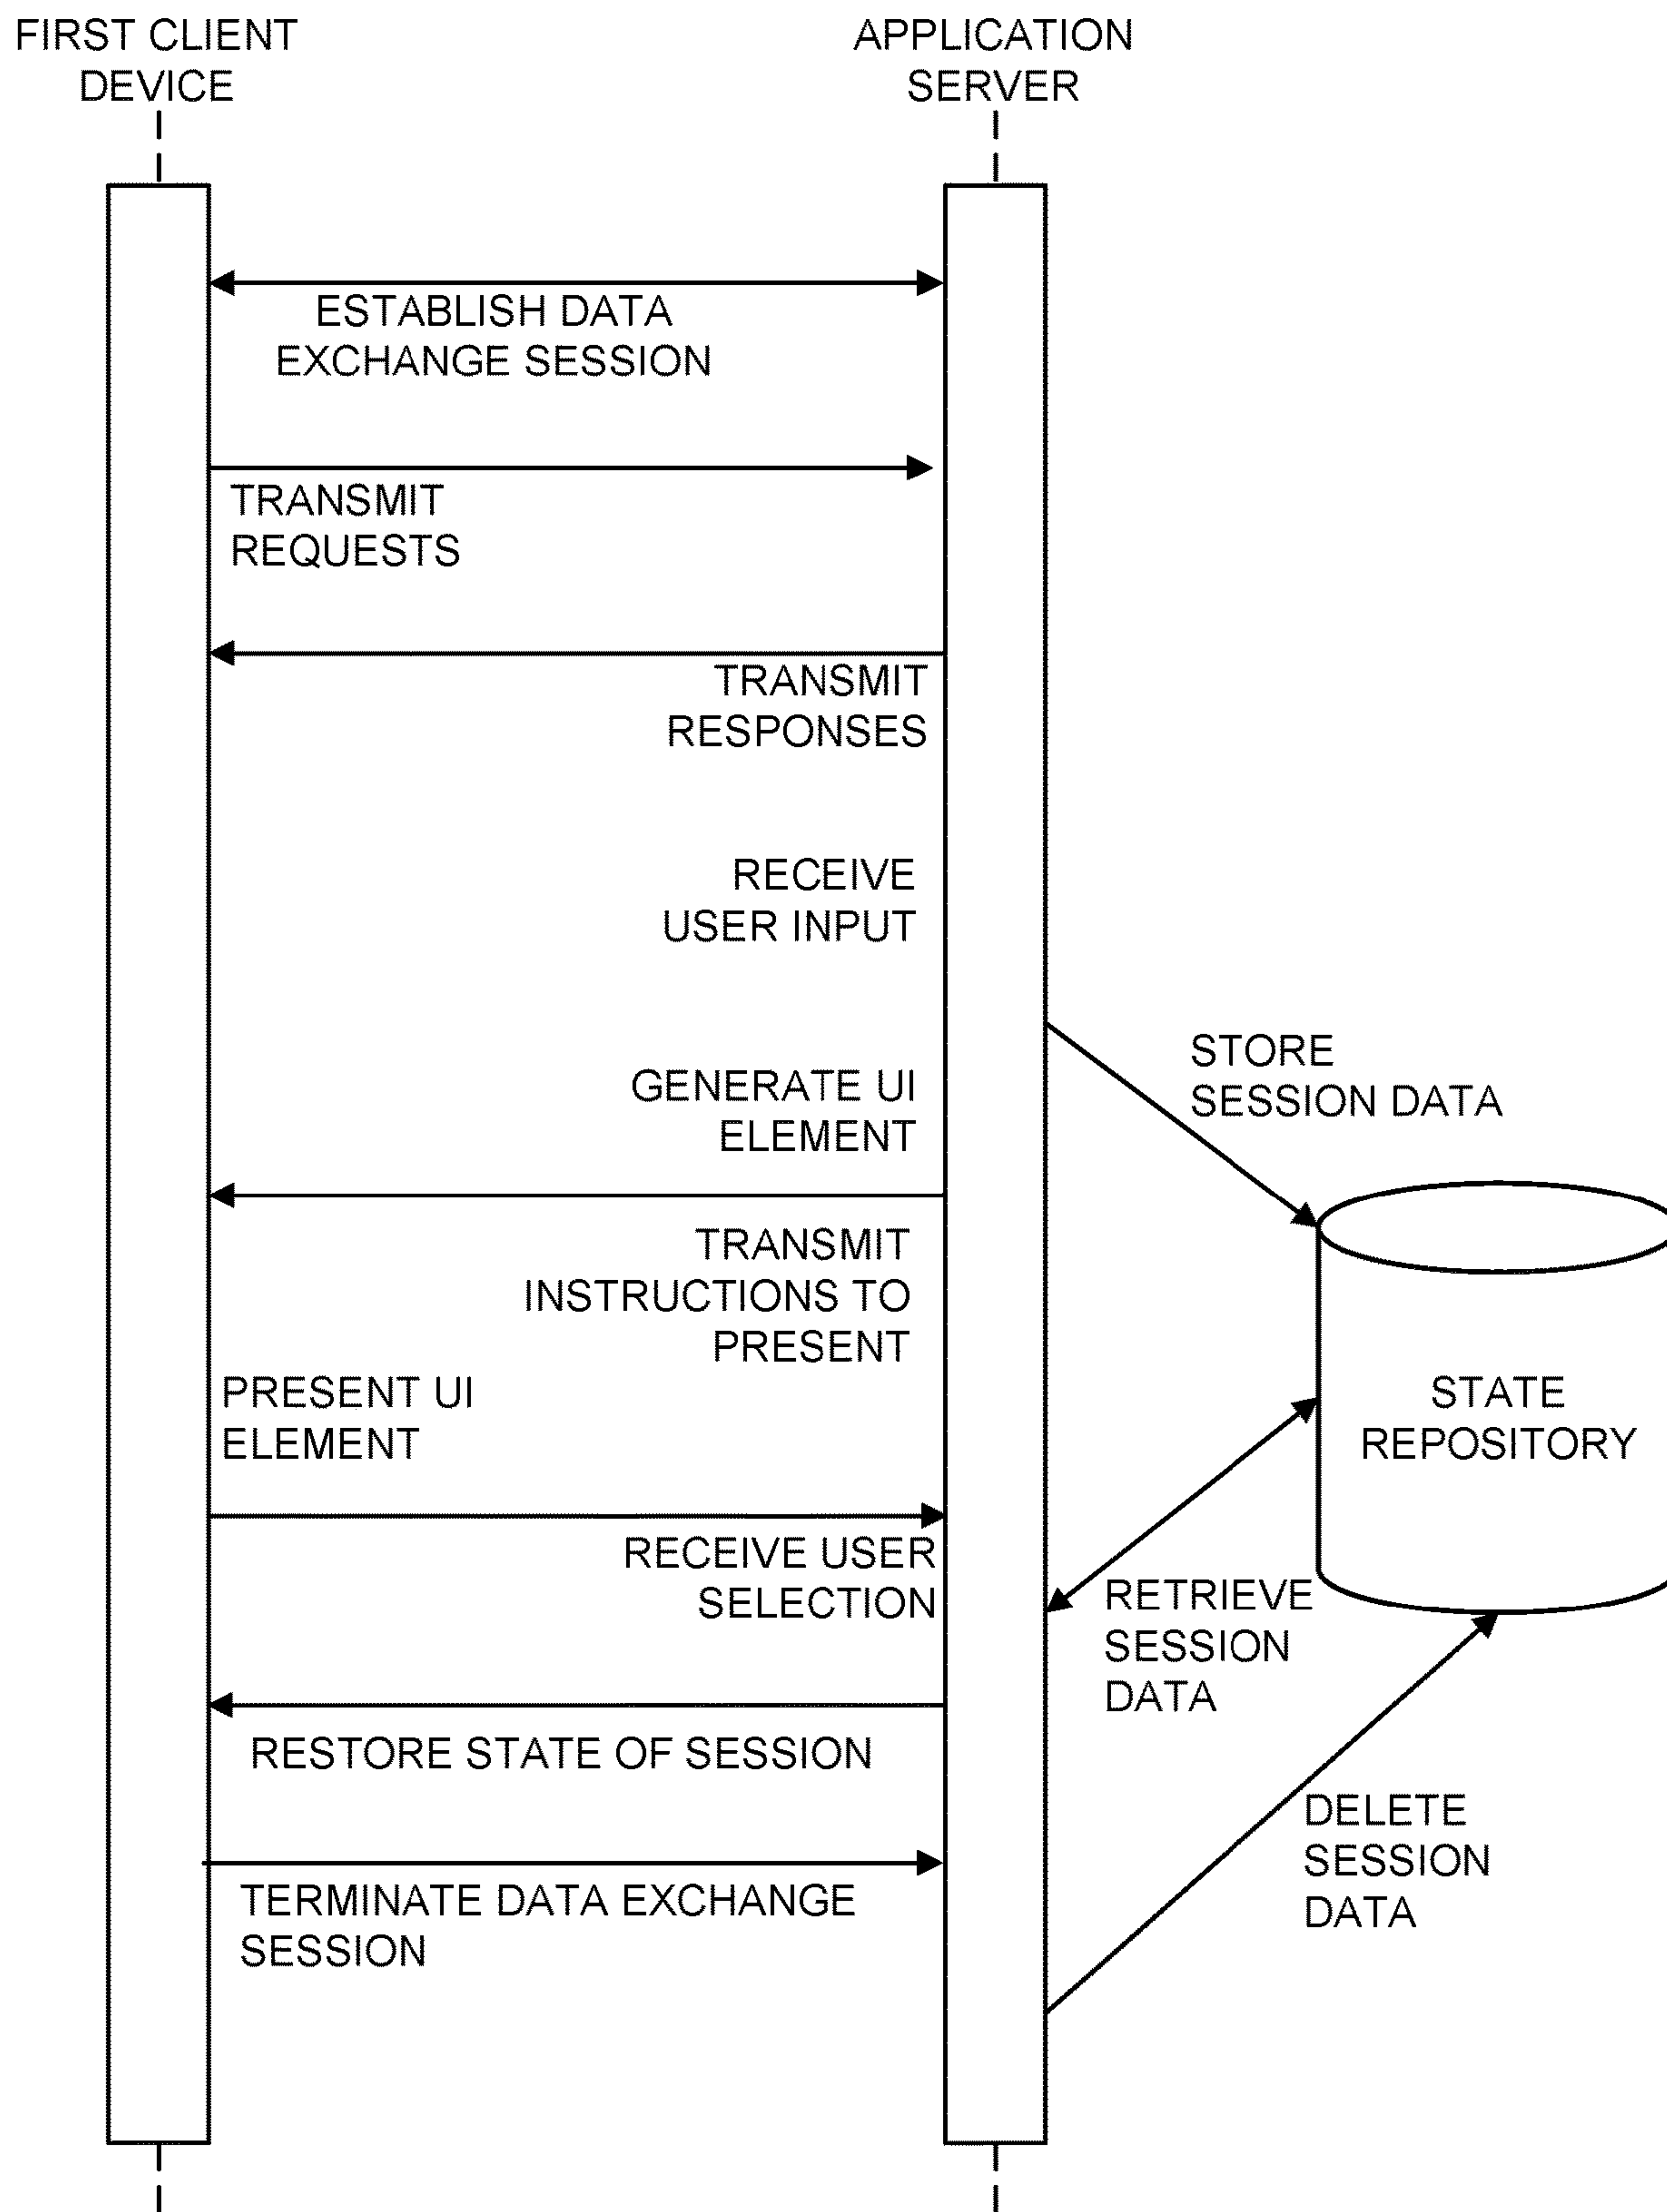 FIRST CLIENT
DEVICE
APPLICATION
SERVER
ESTABLISH DATA
EXCHANGE SESSION
TRANSMIT
REQUESTS
TRANSMIT
RESPONSES
RECEIVE
USER INPUT
STORE
SESSION DATA
GENERATE UI
ELEMENT
TRANSMIT
INSTRUCTIONS TO
PRESENT
PRESENT UI
ELEMENT
STATE
REPOSITORY
RECEIVE USER
SELECTION
RETRIEVE
SESSION
DATA
RESTORE STATE OF SESSION
DELETE
SESSION
DATA
TERMINATE DATA EXCHANGE
SESSION